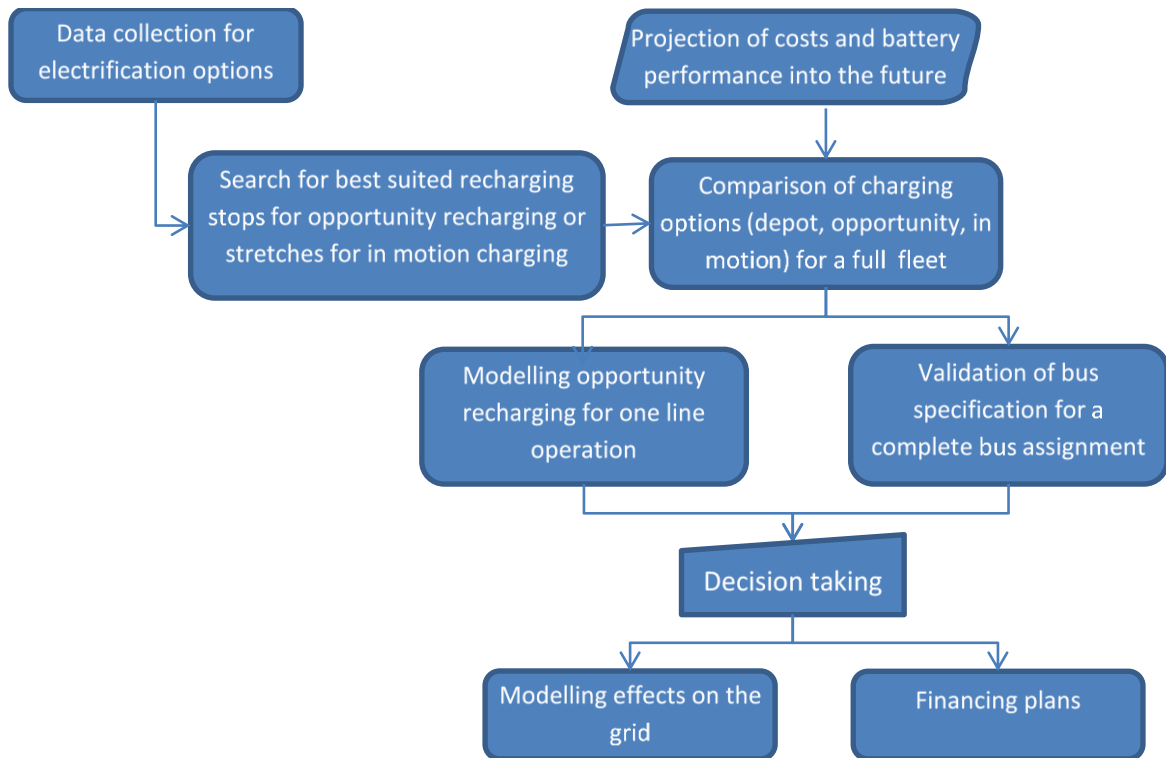 Data collection for
electrification options
Projection of costs and battery
performance into the future
Search for best suited recharging
stops for opportunity recharging or
stretches for in motion charging
Comparison of charging
options (depot, opportunity, in
motion) for a full fleet
Modelling opportunity
recharging for one line
operation
Validation of bus
specification for a
complete bus assignment
Decision taking
Modelling effects on the
grid
Financing plans